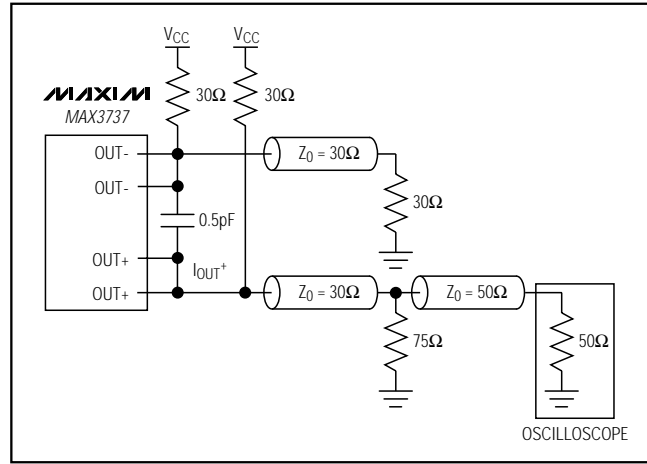 VCC VCC
30Ω 30Ω
MAXIM
MAX3737
OUT-
Z0 = 30Ω
OUT-
30Ω
0.5pF
OUT+
IOUT+
OUT+
Z0 = 30Ω Z0 = 50Ω
75Ω
50Ω
OSCILLOSCOPE